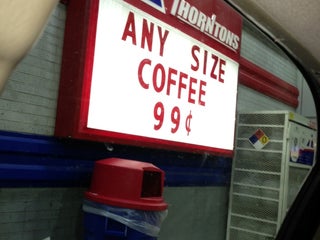 THORNTONS
ANY SIZE
COFFEE
99¢